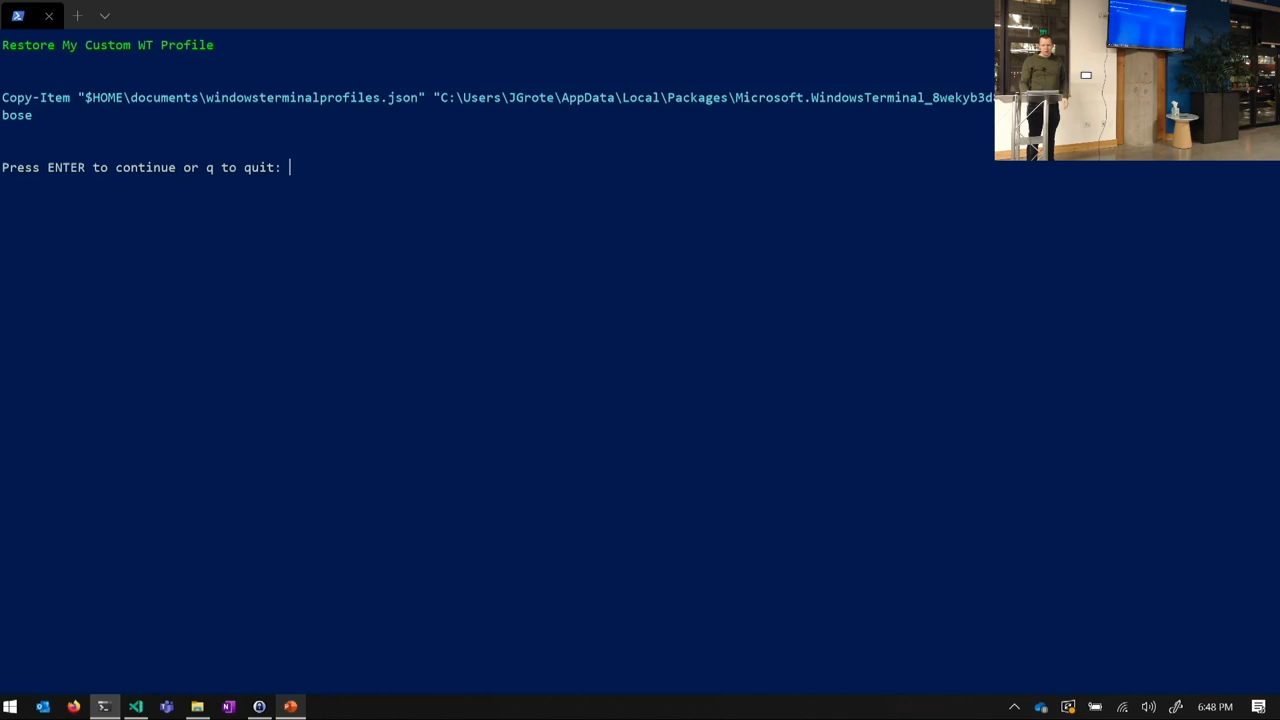 Restore My Custom WT Profile
Copy-Item "$HOME\documents\windowsterminalprofiles.json" "C:\Users\JGrote\AppData\Local\Packages\Microsoft.WindowsTerminal_8wekyb3d
bose
Press ENTER to continue or q to quit:
6:48 PM